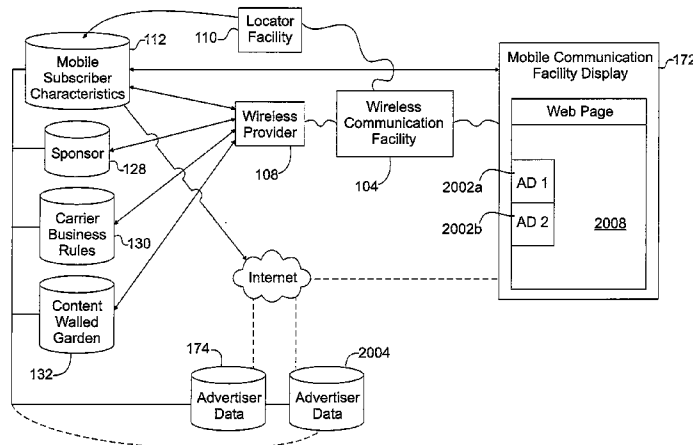 112
Locator
Facility
110
Mobile
Subscriber
Characteristics
Mobile Communication
Facility Display
172
Web Page
Wireless
Provider
108
Wireless
Communication
Facility
104
Sponsor
128
2002a
AD 1
2002b
AD 2
2008
Carrier
Business
Rules
130
Internet
Content
Walled
Garden
132
174
2004
Advertiser
Data
Advertiser
Data